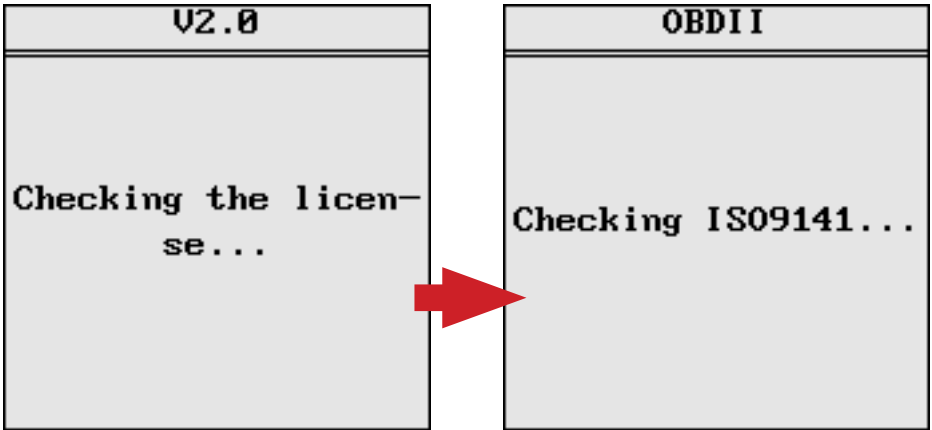 V2.0
Checking the licen-
se...
OBDII
Checking ISO9141...